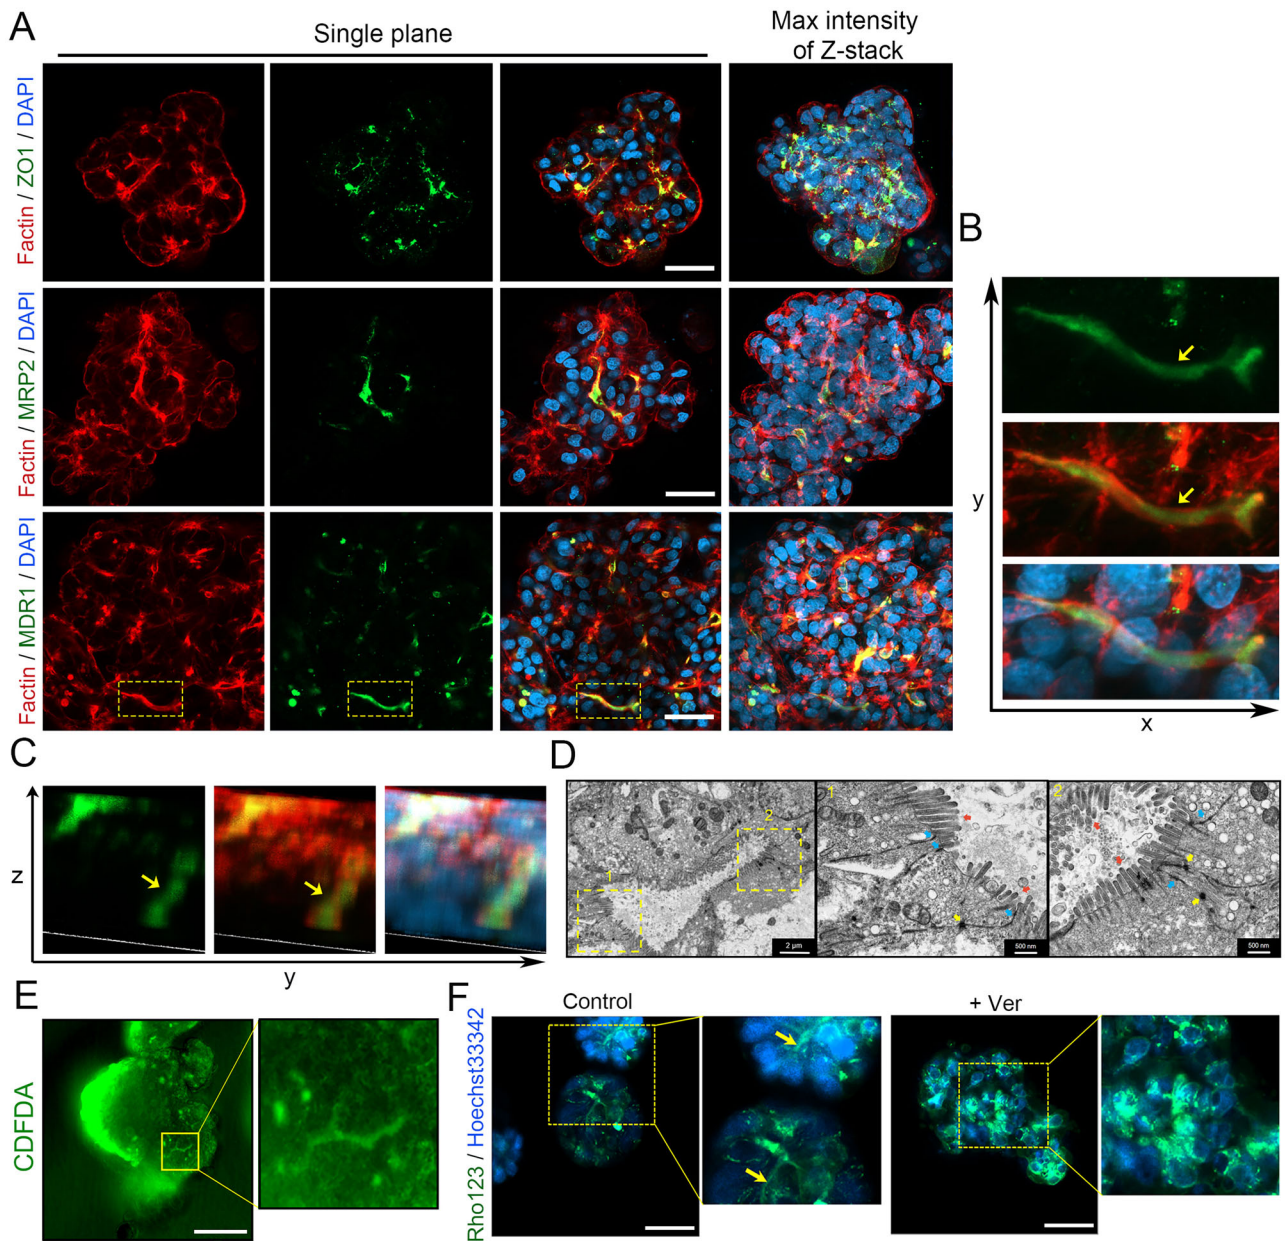 A
Single plane
Max intensity
of Z-stack
Factin / ZO1 / DAPI
Factin / MRP2 / DAPI
Factin / MDR1 / DAPI
B
y
x
C
z
y
D
1
2
2 µm
1
500 nm
2
500 nm
E
CDFDA
F
Control
+ Ver
Rho123 / Hoechst33342